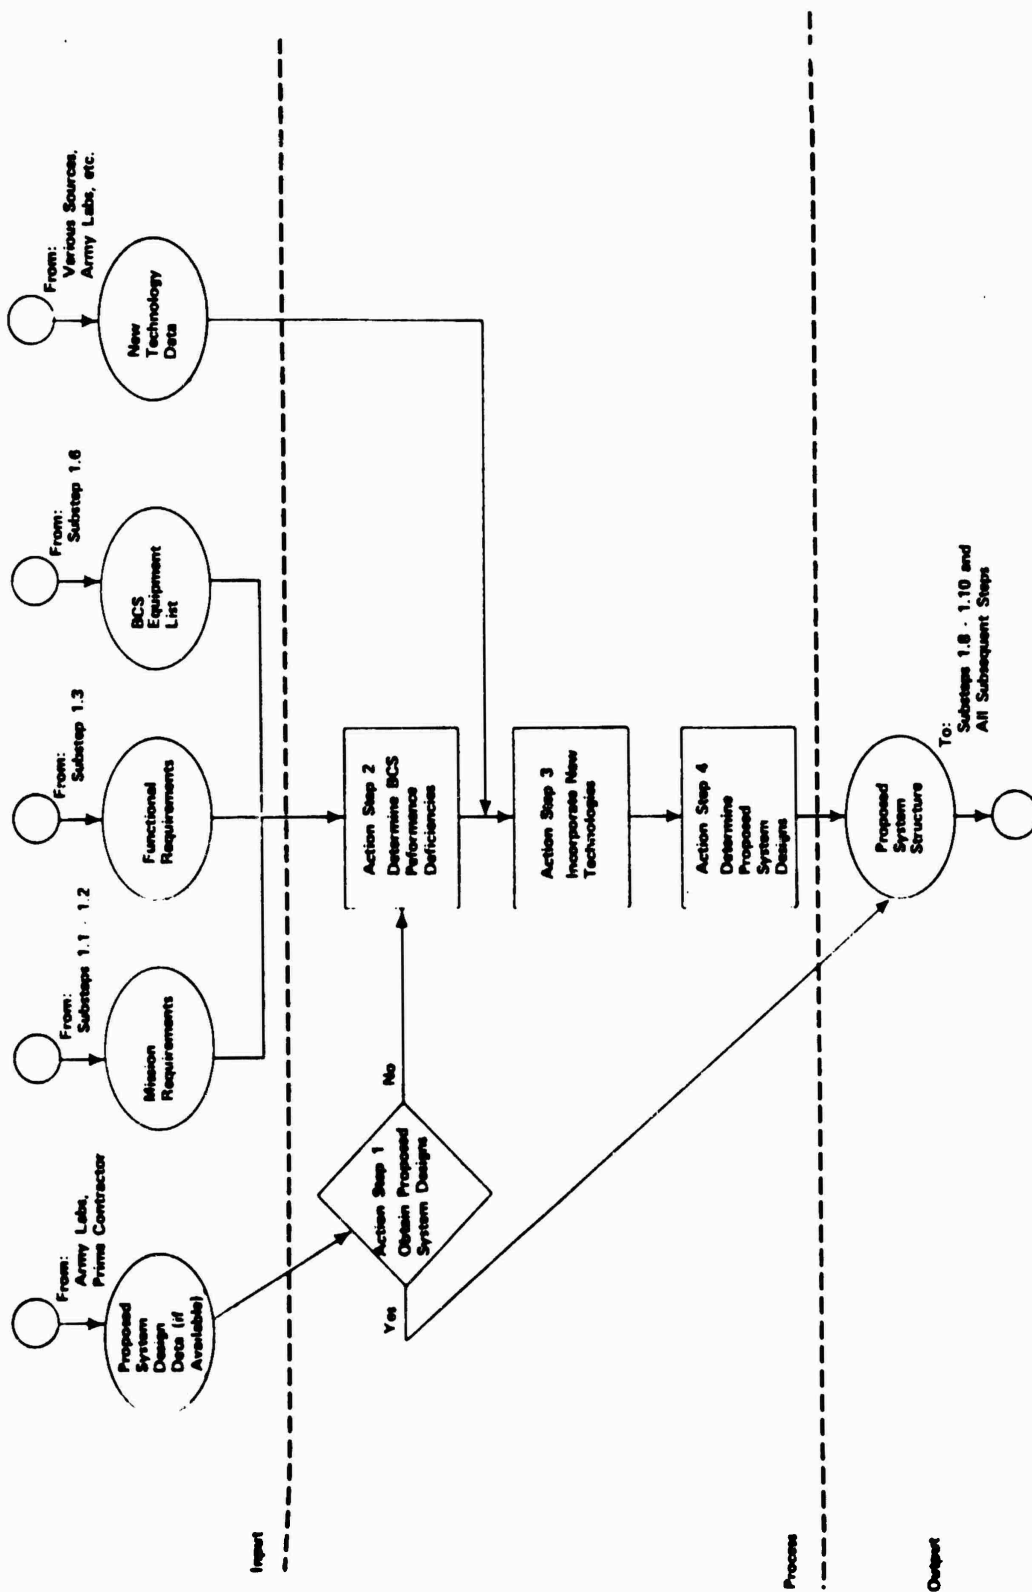 From:
Army Labs,
Prime Contractor
Proposed
System
Design
Data (if
Available)
From:
Substeps 1.1 - 1.2
Mission
Requirements
From:
Substep 1.3
Functional
Requirements
From:
Substep 1.6
BCS
Equipment
List
From:
Various Sources,
Army Labs, etc.
New
Technology
Data
Input
Action Step 1
Obtain Proposed
System Designs
Yes
No
Action Step 2
Determine BCS
Peformance
Deficiencies
Action Step 3
Incorporate New
Technologies
Action Step 4
Determine
Proposed
System
Designs
Process
Proposed
System
Structure
To:
Substeps 1.8 - 1.10 and
All Subsequent Steps
Output